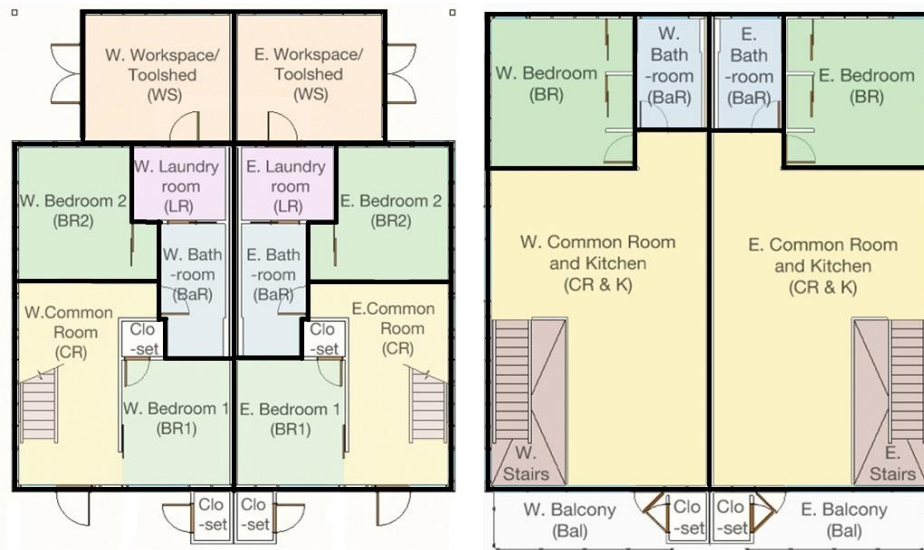 W. Workspace/
Toolshed
(WS)
E. Workspace/
Toolshed
(WS)
W. Bedroom 2
(BR2)
W. Laundry
room
(LR)
E. Laundry
room
(LR)
E. Bedroom 2
(BR2)
W. Bath
-room
(BaR)
E. Bath
-room
(BaR)
W.Common
Room
(CR)
Clo
-set
Clo
-set
E.Common
Room
(CR)
W. Bedroom 1
(BR1)
E. Bedroom 1
(BR1)
Clo
-set
Clo
-set
W. Bedroom
(BR)
W.
Bath
-room
(BaR)
E.
Bath
-room
(BaR)
E. Bedroom
(BR)
W. Common Room
and Kitchen
(CR & K)
E. Common Room
and Kitchen
(CR & K)
W.
Stairs
E.
Stairs
W. Balcony
(Bal)
Clo
-set
Clo
-set
E. Balcony
(Bal)